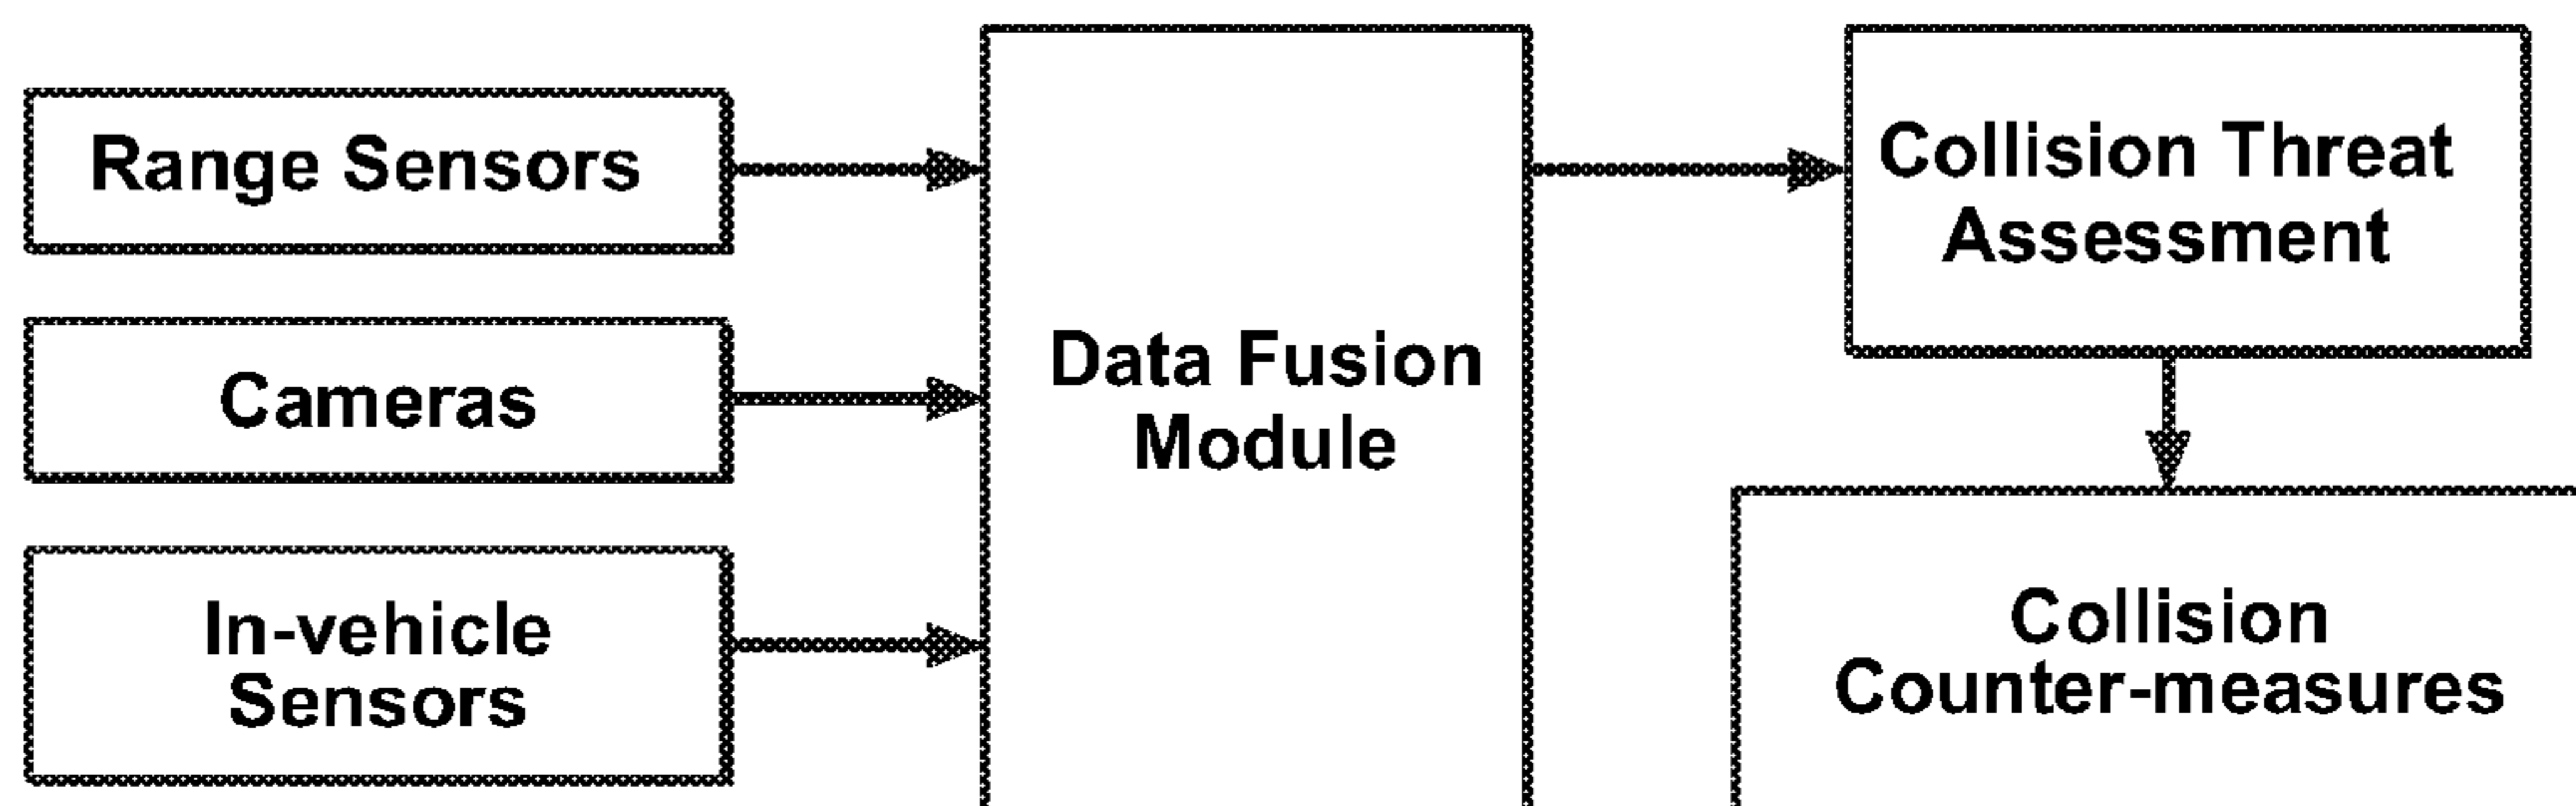 Range Sensors
Cameras
In-vehicle
Sensors
Data Fusion
Module
Collision Threat
Assessment
Collision
Counter-measures